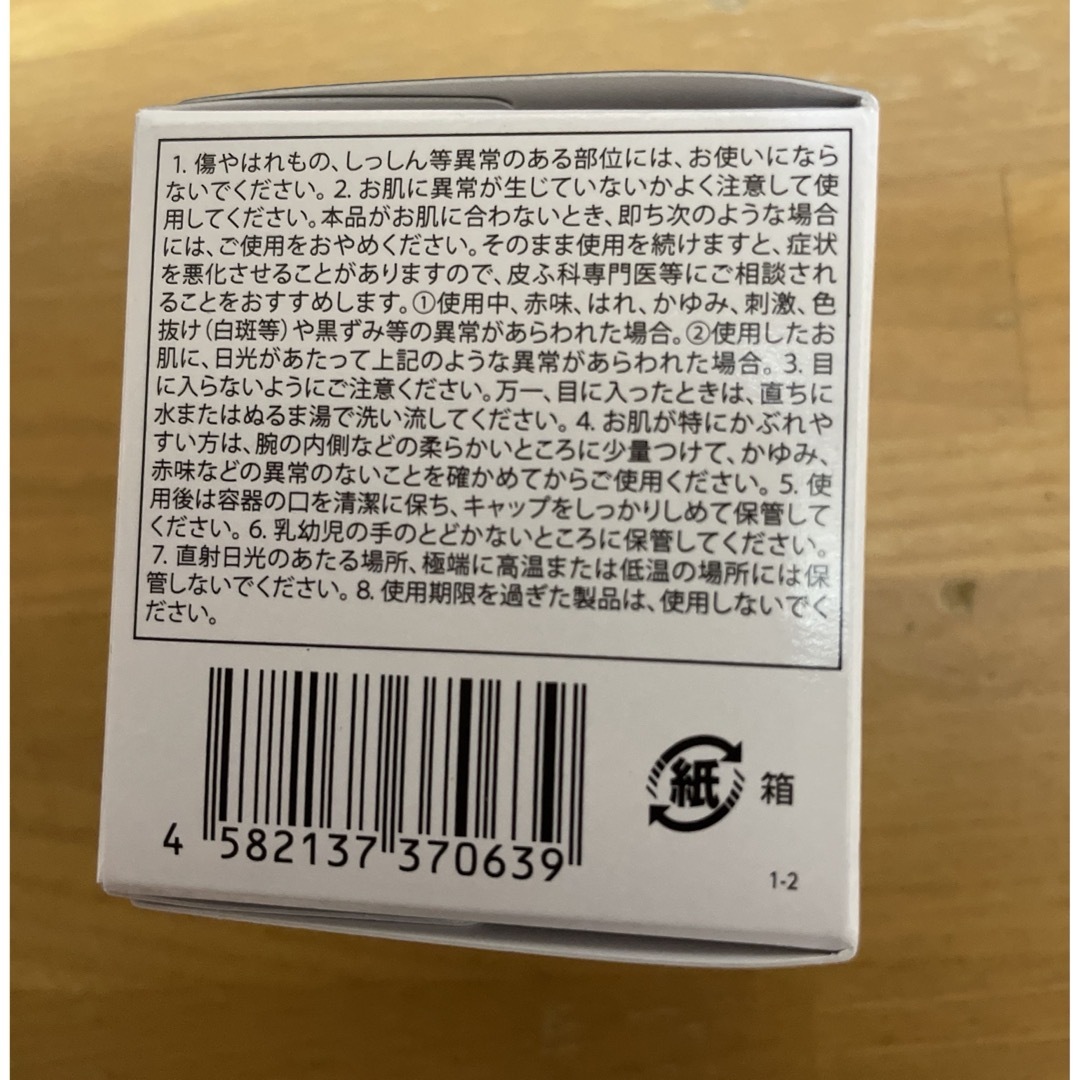 1. 傷やはれもの、しっしん等異常のある部位には、お使いになら
ないでください。2. お肌に異常が生じていないかよく注意して使
用してください。本品がお肌に合わないとき、即ち次のような場合
には、ご使用をおやめください。そのまま使用を続けますと、症状
を悪化させることがありますので、皮ふ科専門医等にご相談され
ることをおすすめします。①使用中、赤味、はれ、かゆみ、刺激、色
抜け(白斑等)や黒ずみ等の異常があらわれた場合。②使用したお
肌に、日光があたって上記のような異常があらわれた場合。3. 目
に入らないようにご注意ください。万一、目に入ったときは、直ちに
水またはぬるま湯で洗い流してください。4. お肌が特にかぶれや
すい方は、腕の内側などの柔らかいところに少量つけて、かゆみ、
赤味などの異常のないことを確かめてからご使用ください。5. 使
用後は容器の口を清潔に保ち、キャップをしっかりしめて保管して
ください。6. 乳幼児の手のとどかないところに保管してください。
7. 直射日光のあたる場所、極端に高温または低温の場所には保
管しないでください。8. 使用期限を過ぎた製品は、使用しないでく
ださい。
4 582137 370639
紙 箱
1-2